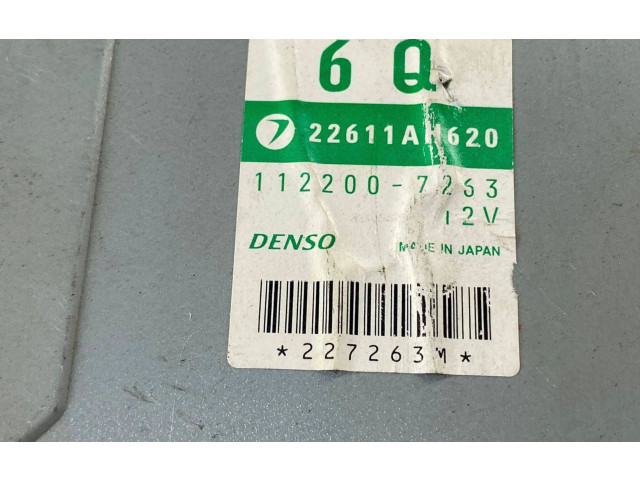 6 Q
22611AH620
112200-7263
12V
DENSO
MADE IN JAPAN
*227263M*